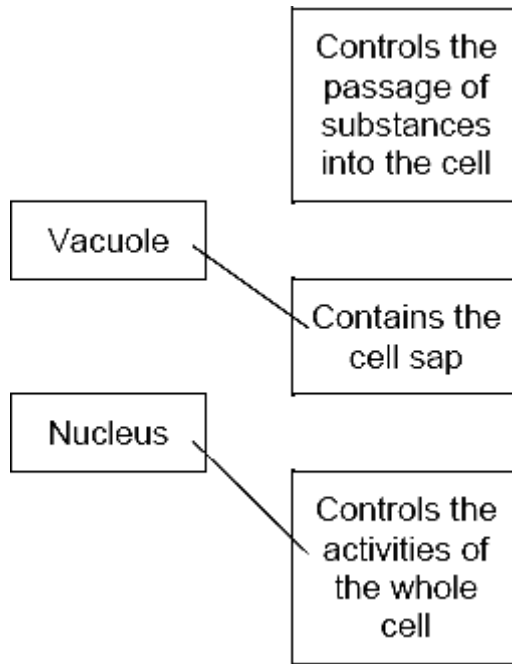 Controls the
passage of
substances
into the cell
Vacuole
Contains the
cell sap
Nucleus
Controls the
activities of
the whole
cell